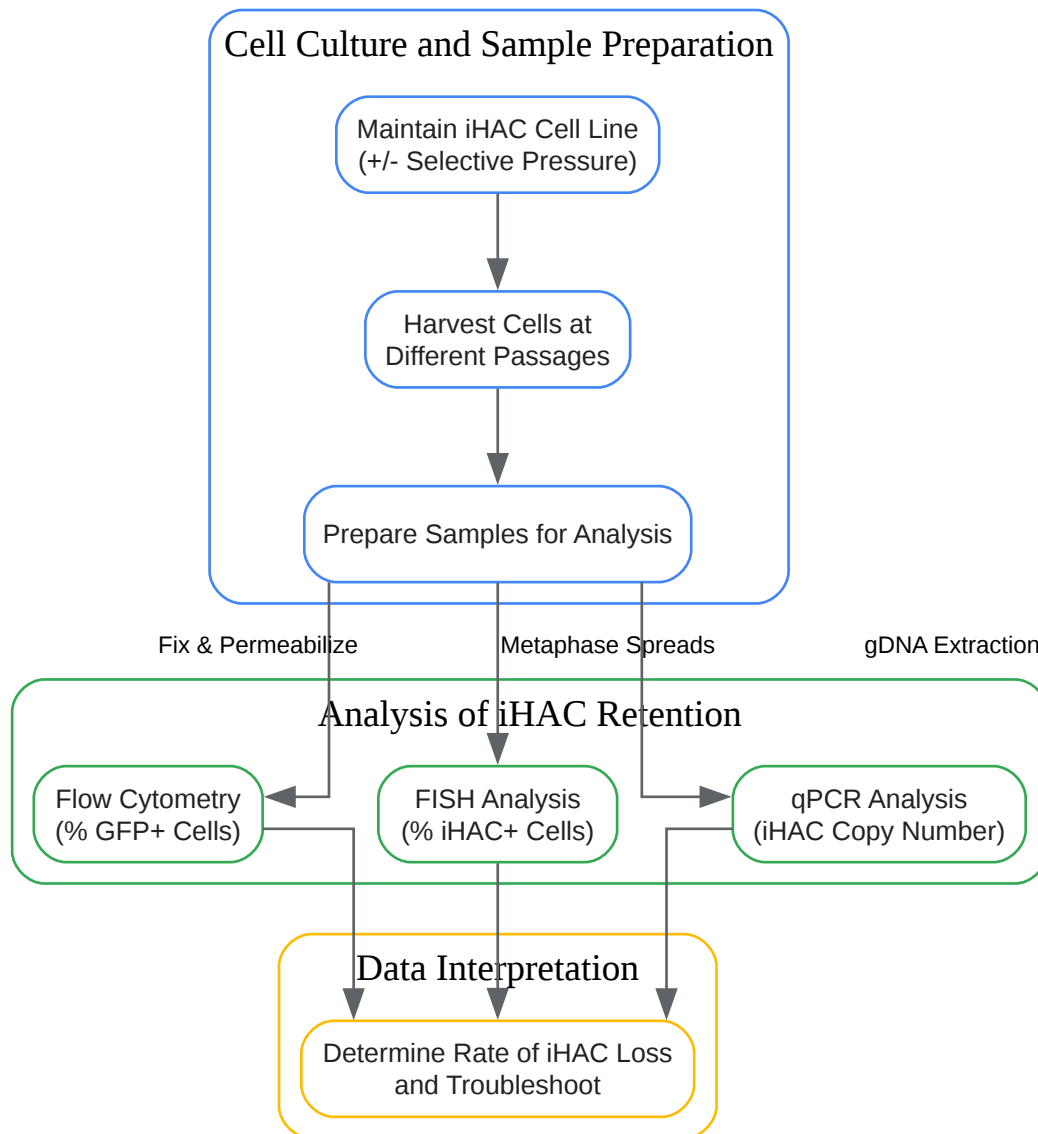 Cell Culture and Sample Preparation
Maintain iHAC Cell Line
(+/- Selective Pressure)
Harvest Cells at
Different Passages
Prepare Samples for Analysis
Fix & Permeabilize
Metaphase Spreads
gDNA Extraction
Analysis of iHAC Retention
Flow Cytometry
(% GFP+ Cells)
FISH Analysis
(% iHAC+ Cells)
qPCR Analysis
(iHAC Copy Number)
Data Interpretation
Determine Rate of iHAC Loss
and Troubleshoot